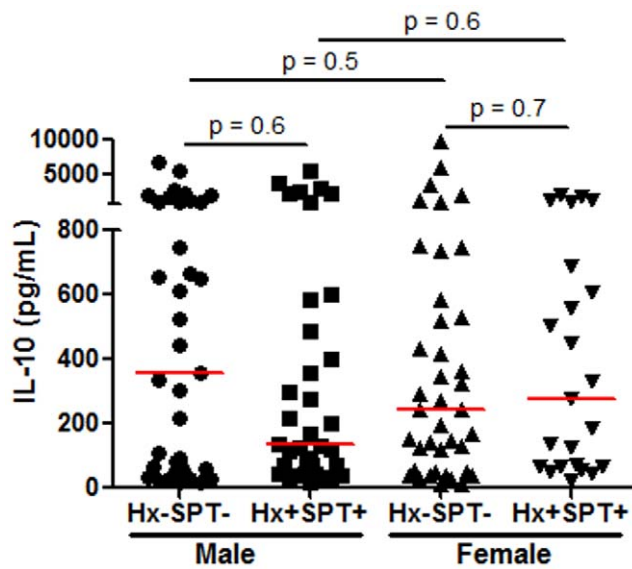 p = 0.6
p = 0.5
p = 0.6
p = 0.7
10000
5000
800
600
400
200
0
IL-10 (pg/mL)
Hx-SPT- Hx+SPT+ Hx-SPT- Hx+SPT+
Male Female